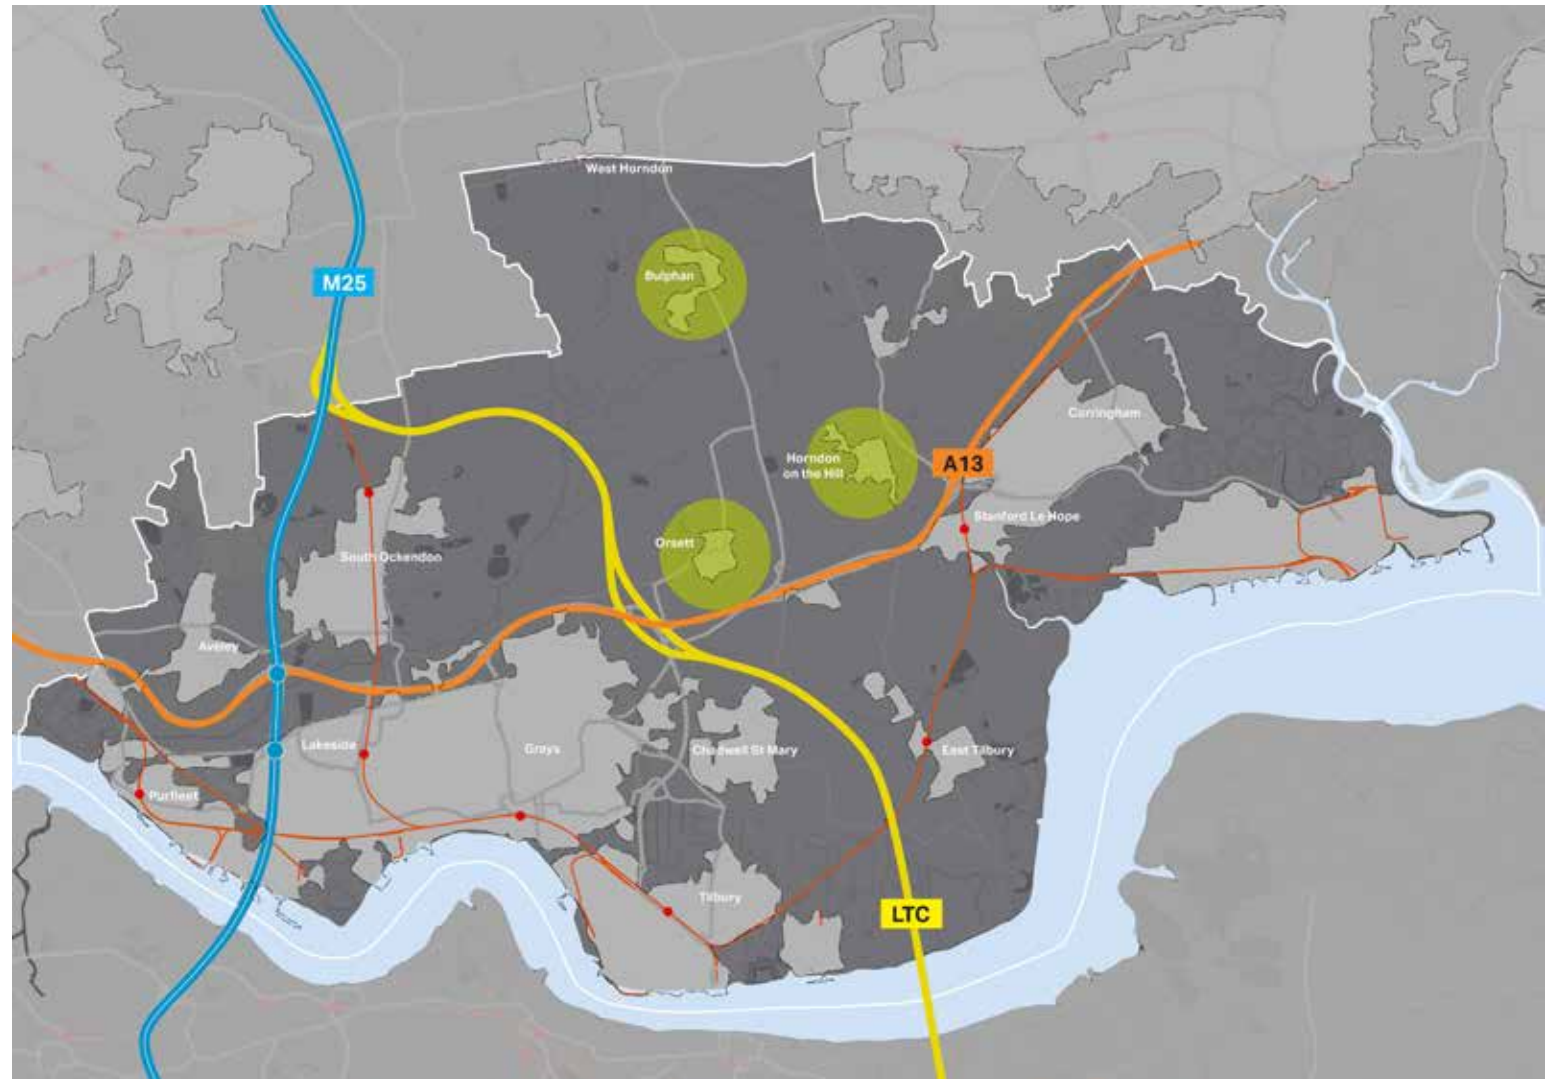 West Horndon
Bulphan
M25
Corringham
Horndon
on the Hill
A13
Stanford Le Hope
Orsett
South Ockendon
Aveley
Lakeside
Grays
Chadwell St Mary
East Tilbury
Purfleet
Tilbury
LTC